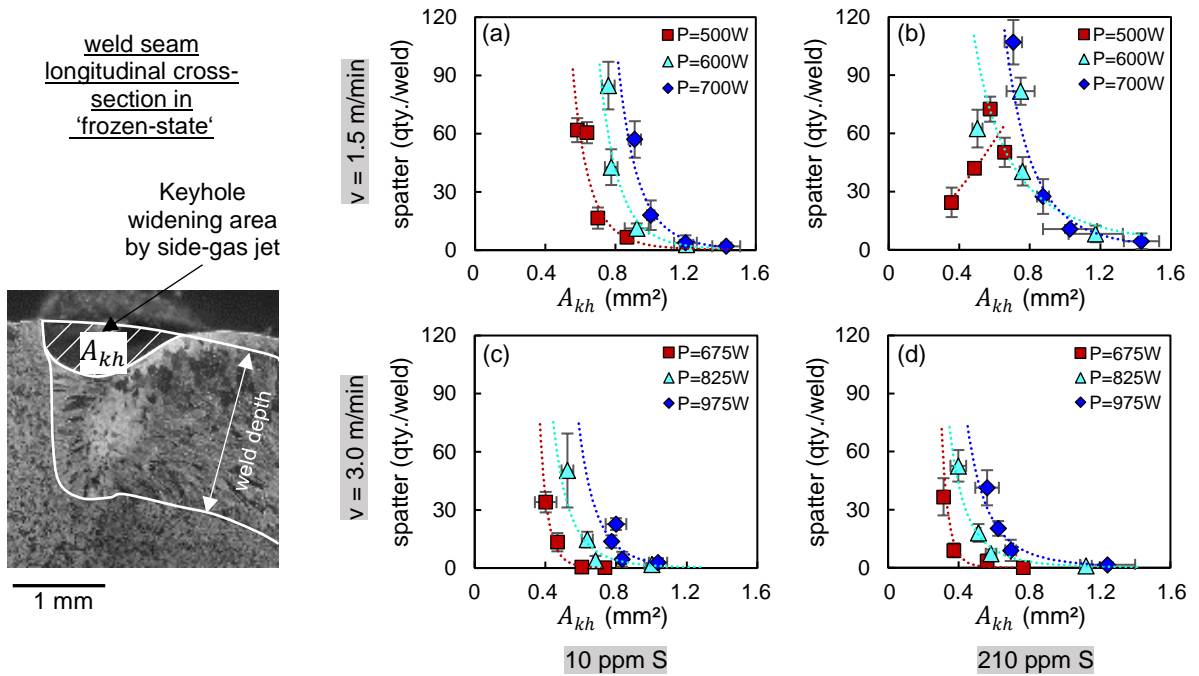 weld seam
longitudinal cross-
section in
‘frozen-state‘
Keyhole
widening area
by side-gas jet
A_kh
weld depth
1 mm
v = 1.5 m/min
v = 3.0 m/min
(a)
P=500W
P=600W
P=700W
spatter (qty./weld)
120
90
60
30
0
0 0.4 0.8 1.2 1.6
A_kh (mm²)
(b)
P=500W
P=600W
P=700W
spatter (qty./weld)
120
90
60
30
0
0 0.4 0.8 1.2 1.6
A_kh (mm²)
(c)
P=675W
P=825W
P=975W
spatter (qty./weld)
120
90
60
30
0
0 0.4 0.8 1.2 1.6
A_kh (mm²)
(d)
P=675W
P=825W
P=975W
spatter (qty./weld)
120
90
60
30
0
0 0.4 0.8 1.2 1.6
A_kh (mm²)
10 ppm S
210 ppm S